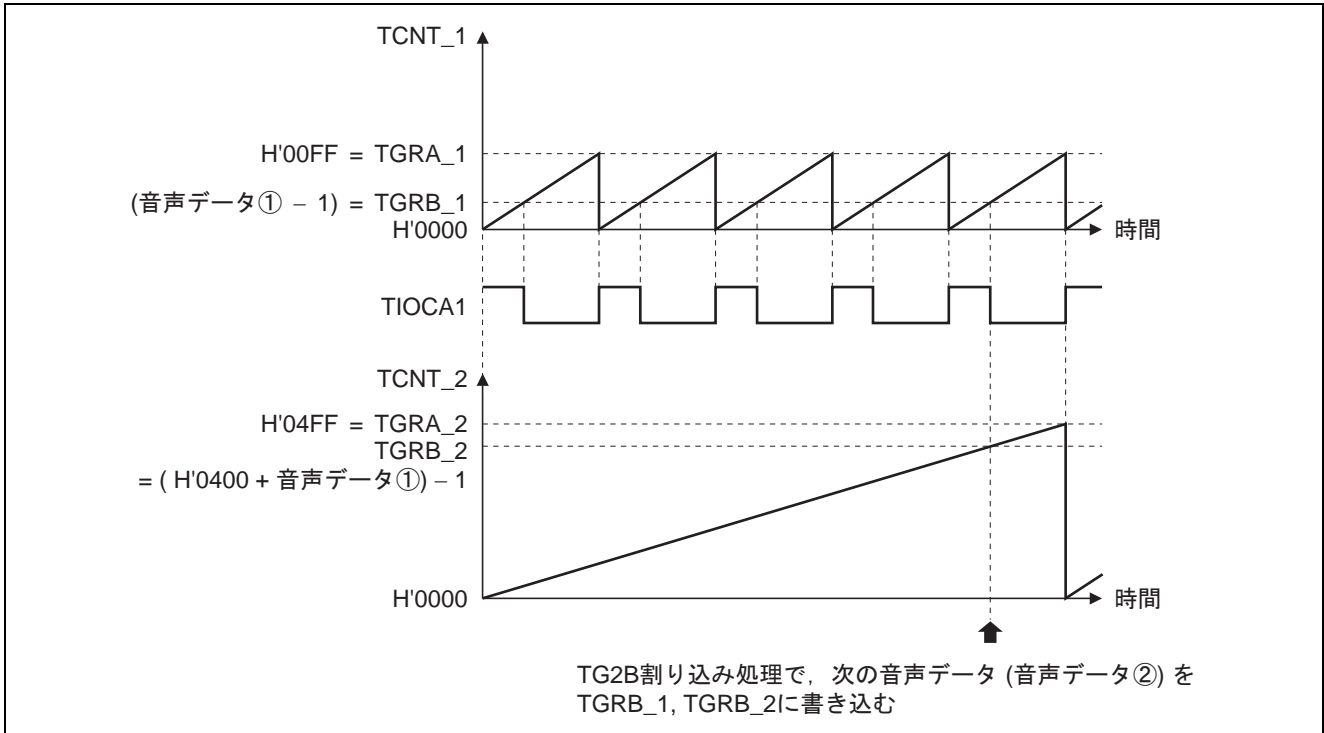 TCNT_1
H'00FF = TGRA_1
(音声データ① – 1) = TGRB_1
H'0000
時間
TIOCA1
TCNT_2
H'04FF = TGRA_2
TGRB_2
= ( H'0400 + 音声データ①) – 1
H'0000
時間
TG2B割り込み処理で，次の音声データ (音声データ②) を
TGRB_1, TGRB_2に書き込む